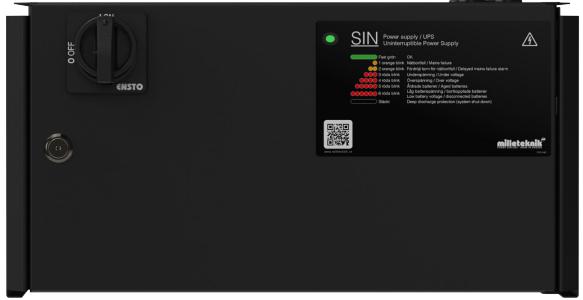 I ON
O OFF
ENSTO
SIN Power supply / UPS
Uninterruptible Power Supply
Fast grön OK
1 orange blink Nätbortfall / Mains failure
2 orange blink Fördröjt larm för nätbortfall / Delayed mains failure alarm
3 röda blink Underspänning / Under voltage
4 röda blink Överspänning / Over voltage
5 röda blink Åldrade batterier / Aged batteries
6 röda blink Låg batterispänning / bortkopplade batterier
Low battery voltage / disconnected batteries
Släckt Deep discharge protection (system shut down)
www.milleteknik.se
milleteknik